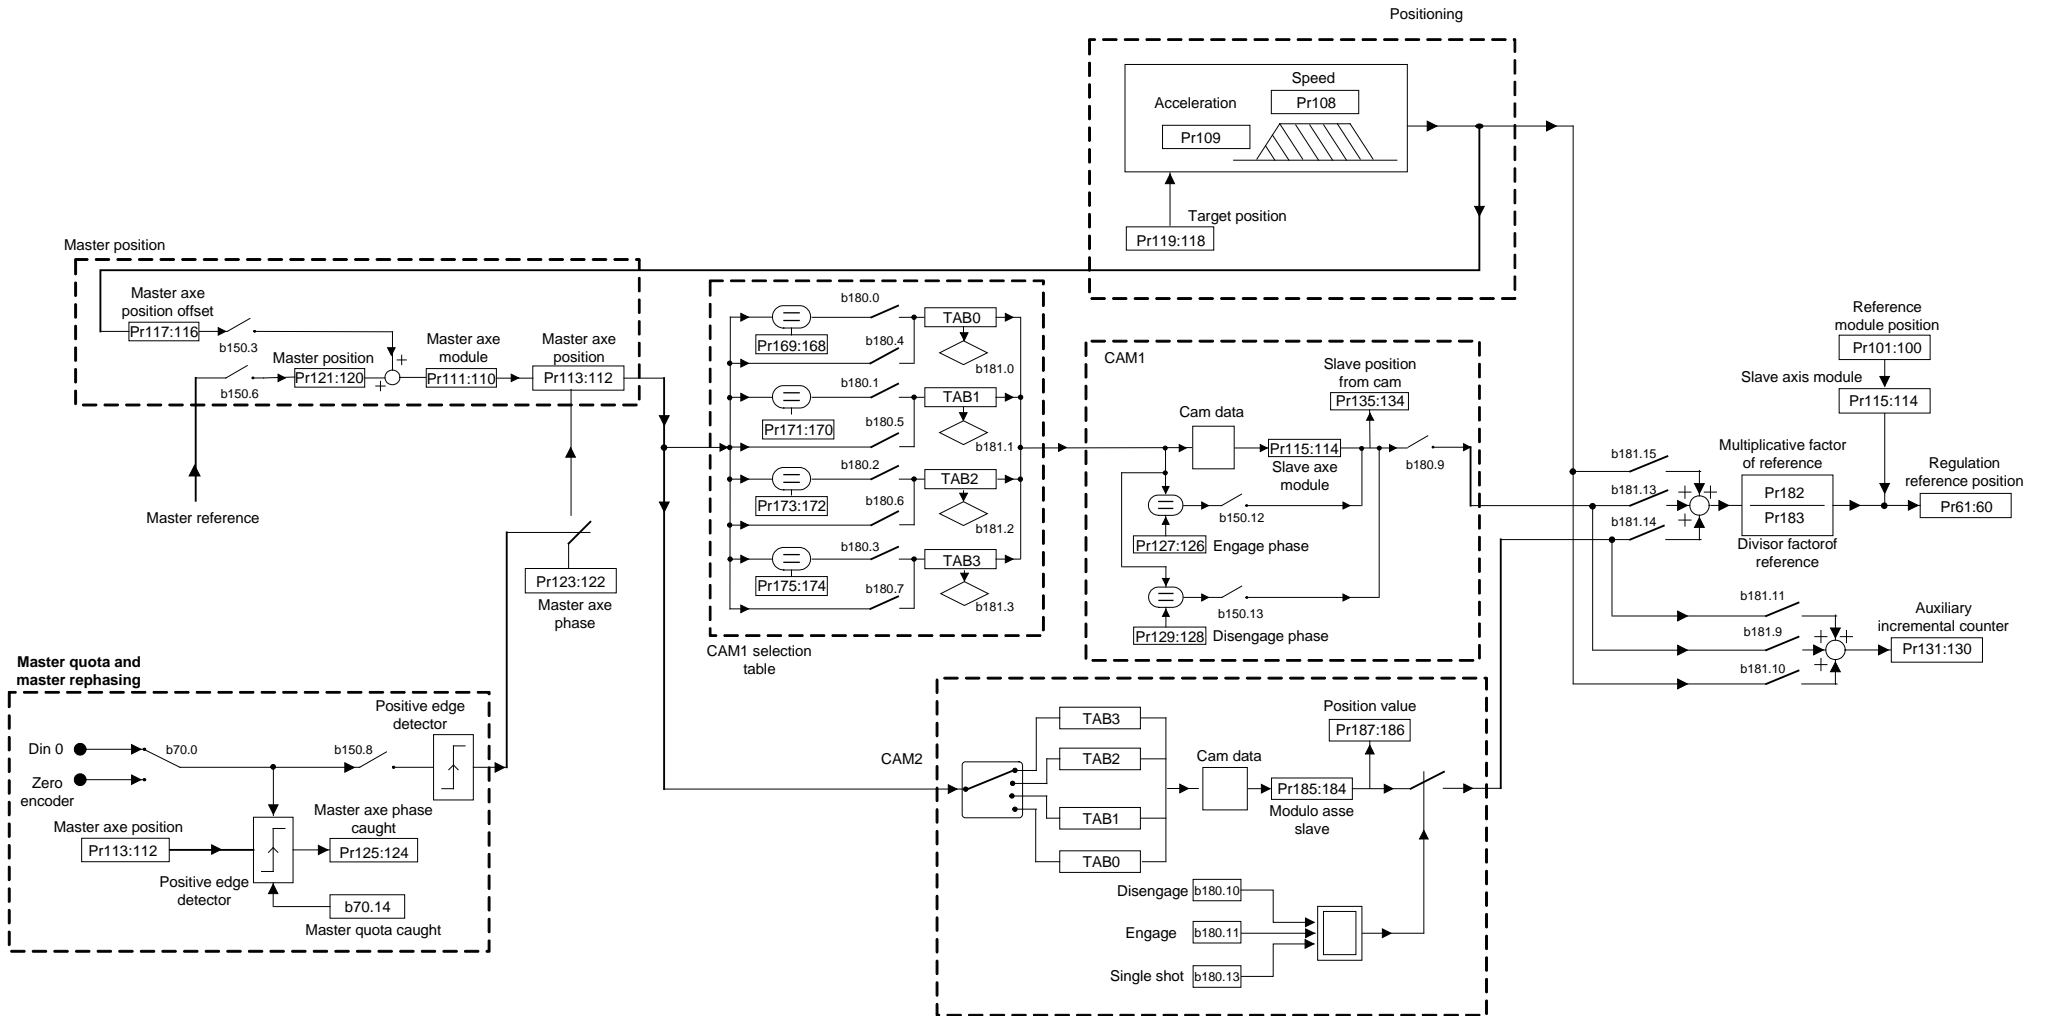 Positioning
Speed
Pr108
Acceleration
Pr109
Target position
Pr119:118
Master position
Master axe
position offset
Pr117:116
b150.3
Master position
Pr121:120
b150.6
+
+
Master axe
module
Pr111:110
Master axe
position
Pr113:112
Master reference
Pr123:122
Master axe
phase
b180.0
TAB0
Pr169:168
b180.4
b181.0
b180.1
TAB1
Pr171:170
b180.5
b181.1
b180.2
TAB2
Pr173:172
b180.6
b181.2
b180.3
TAB3
Pr175:174
b180.7
b181.3
CAM1 selection
table
CAM1
Slave position
from cam
Pr135:134
Cam data
Pr115:114
Slave axe
module
b180.9
b150.12
Pr127:126
Engage phase
b150.13
Pr129:128
Disengage phase
Reference
module position
Pr101:100
Slave axis module
Pr115:114
b181.15
b181.13
b181.14
+
+
+
Multiplicative factor
of reference
Pr182
Pr183
Divisor factorof
reference
Regulation
reference position
Pr61:60
b181.11
b181.9
b181.10
+
+
+
Auxiliary
incremental counter
Pr131:130
Master quota and
master rephasing
Positive edge
detector
Din 0
b70.0
b150.8
Zero
encoder
Master axe position
Pr113:112
Master axe phase
caught
Pr125:124
Positive edge
detector
b70.14
Master quota caught
CAM2
TAB3
TAB2
TAB1
TAB0
Cam data
Position value
Pr187:186
Pr185:184
Modulo asse
slave
Disengage
b180.10
Engage
b180.11
Single shot
b180.13